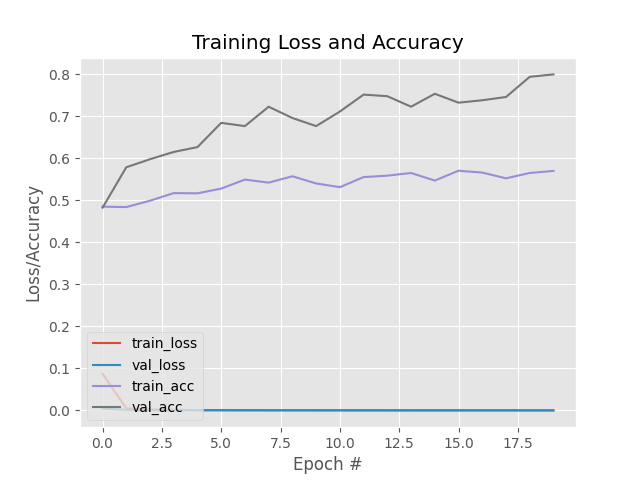 Training Loss and Accuracy
Loss/Accuracy
0.8
0.7
0.6
0.5
0.4
0.3
0.2
0.1
0.0
train_loss
val_loss
train_acc
val_acc
0.0 2.5 5.0 7.5 10.0 12.5 15.0 17.5
Epoch #